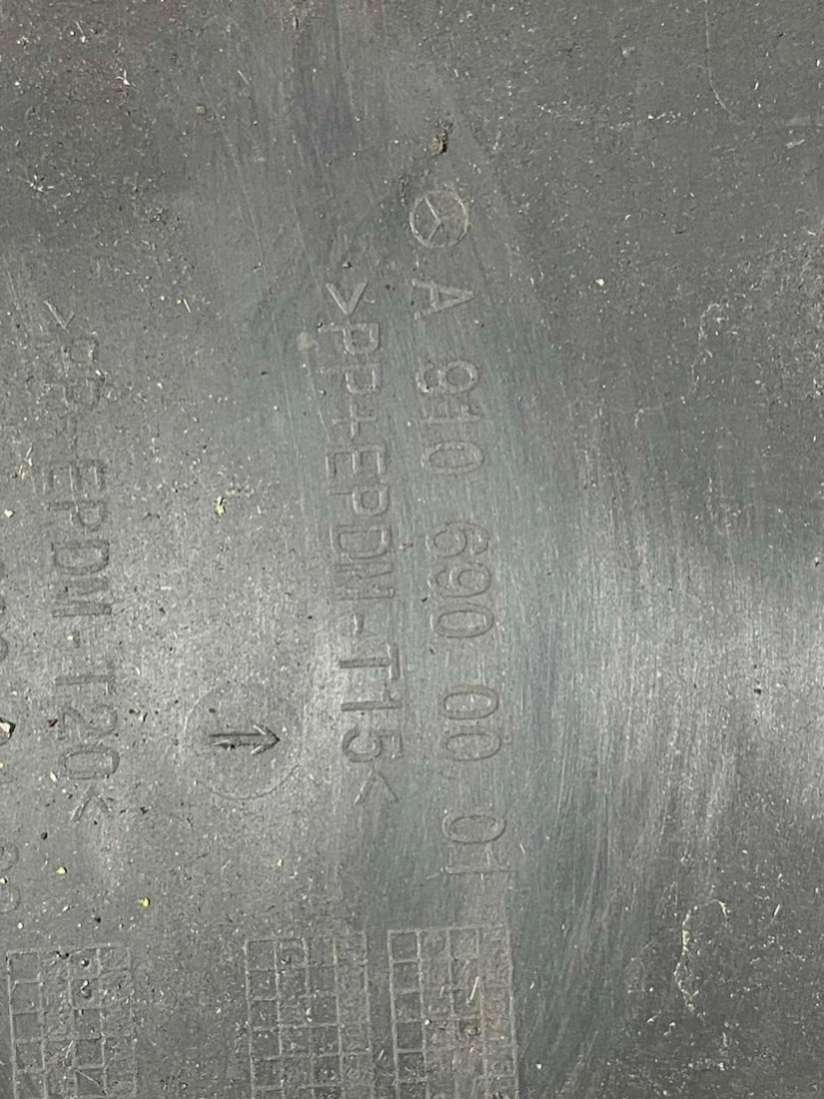 A 910 690 00 01
>PP+EPDM-T15<
>PP+EPDM-T20<